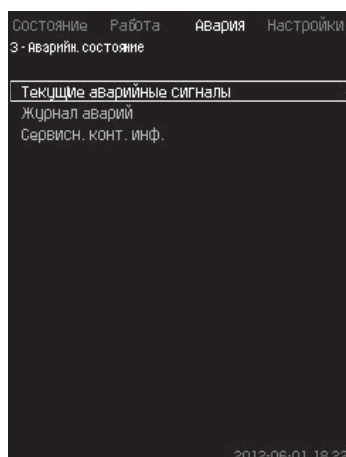 Состояние Работа Авария Настройки
3 - Аварийн. состояние
Текущие аварийные сигналы
Журнал аварий
Сервисн. конт. инф.